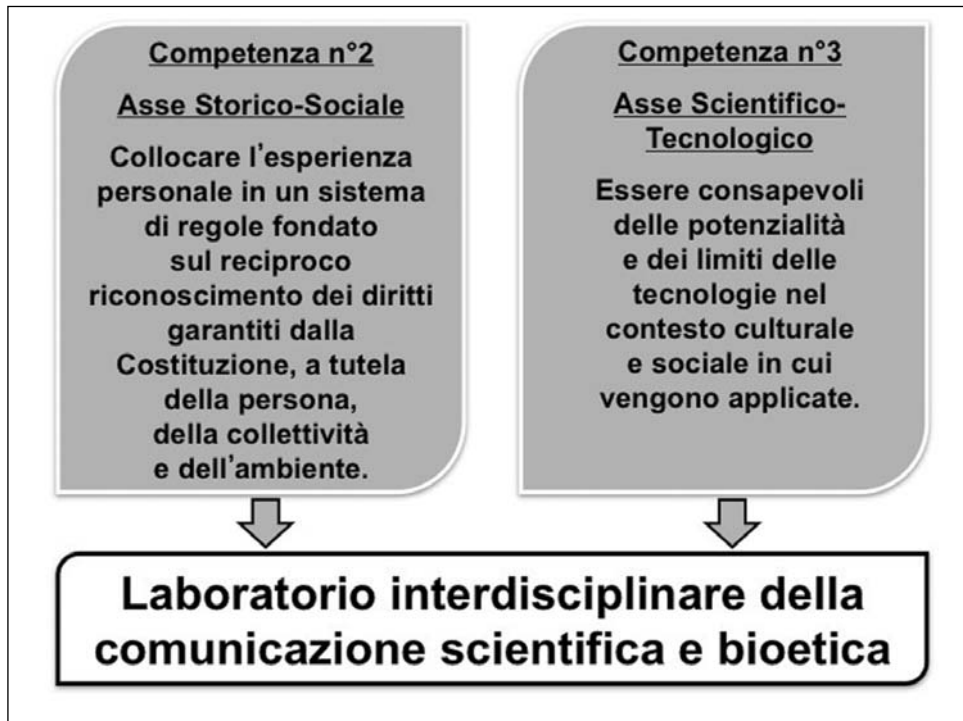 Competenza n°2
Asse Storico-Sociale
Collocare l'esperienza
personale in un sistema
di regole fondato
sul reciproco
riconoscimento dei diritti
garantiti dalla
Costituzione, a tutela
della persona,
della collettività
e dell'ambiente.
Competenza n°3
Asse Scientifico-
Tecnologico
Essere consapevoli
delle potenzialità
e dei limiti delle
tecnologie nel
contesto culturale
e sociale in cui
vengono applicate.
Laboratorio interdisciplinare della
comunicazione scientifica e bioetica